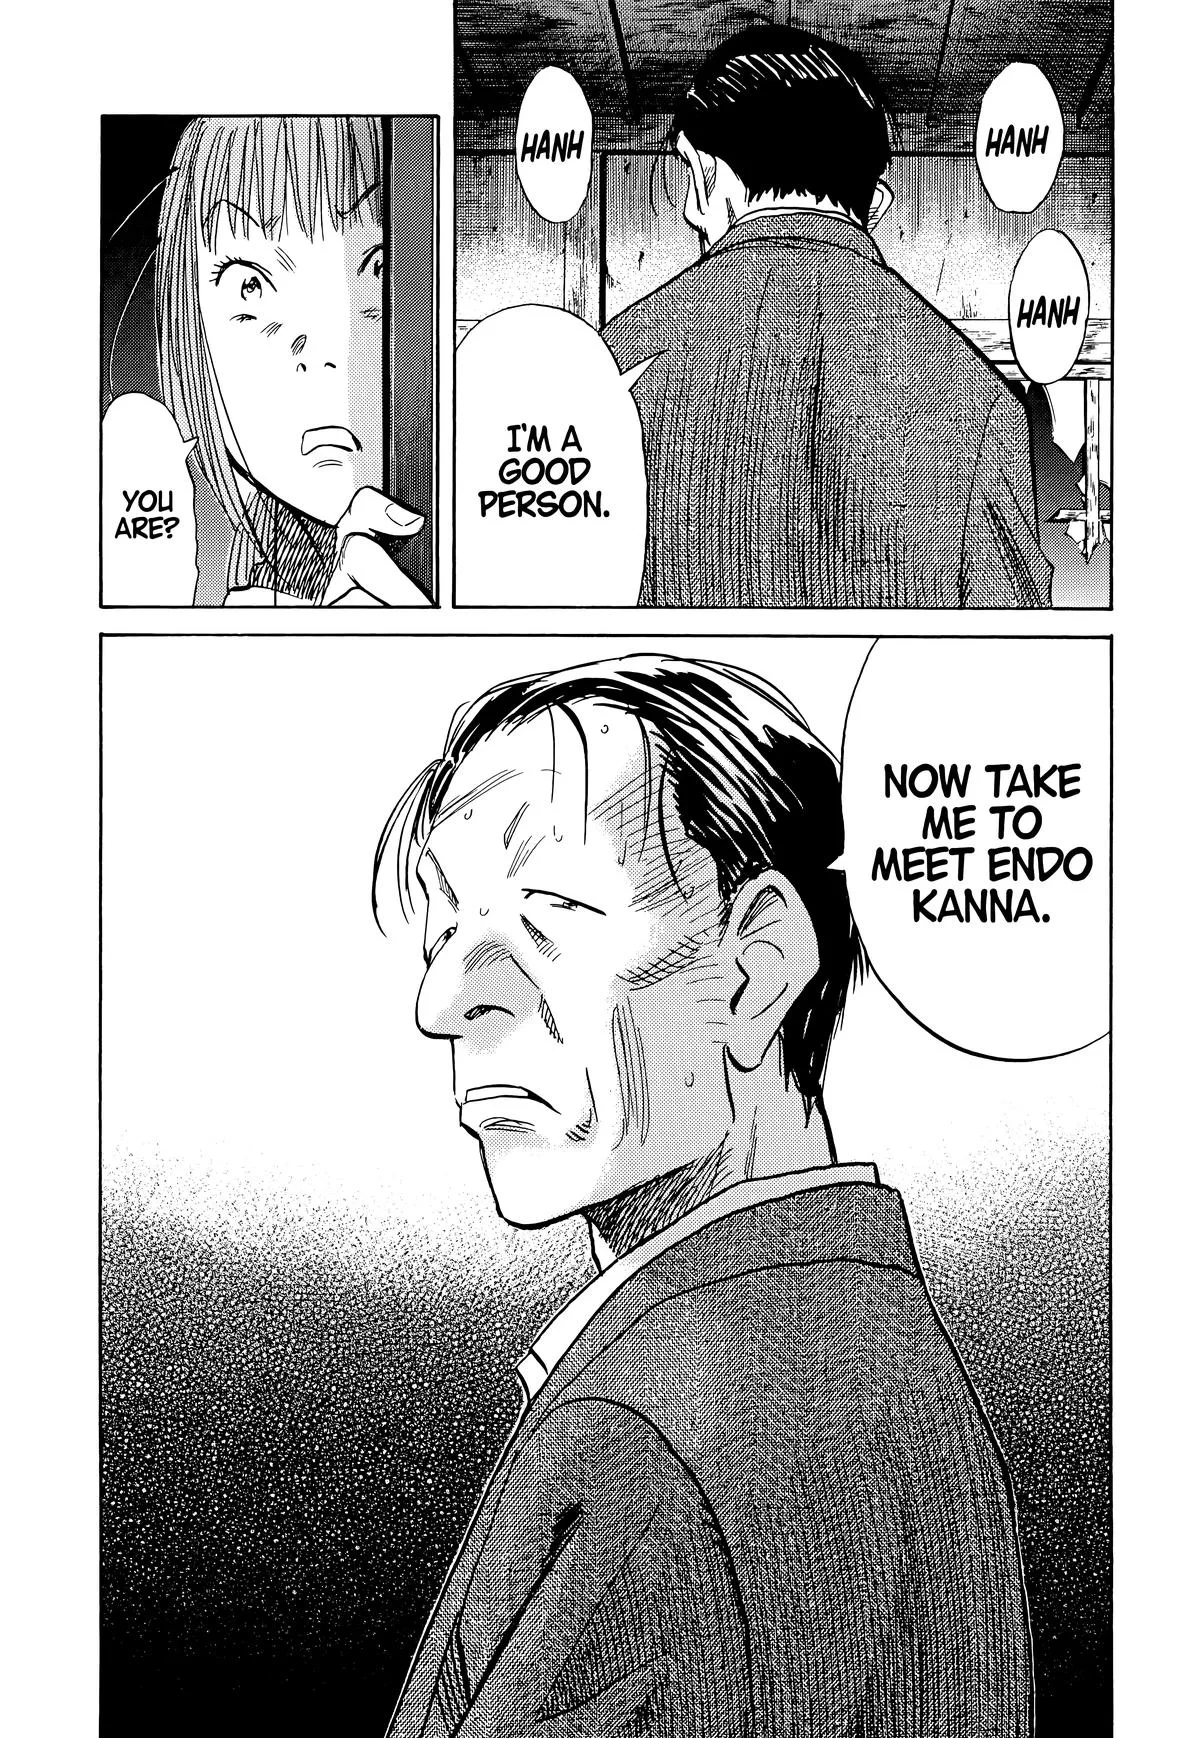 HANH
HANH
HANH
I'M A
GOOD
PERSON.
YOU
ARE?
NOW TAKE
ME TO
MEET ENDO
KANNA.